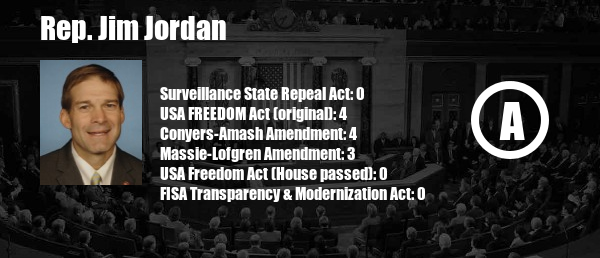 Rep. Jim Jordan
Surveillance State Repeal Act: 0
USA FREEDOM Act (original): 4
Conyers-Amash Amendment: 4
Massie-Lofgren Amendment: 3
USA Freedom Act (House passed): 0
FISA Transparency & Modernization Act: 0
A